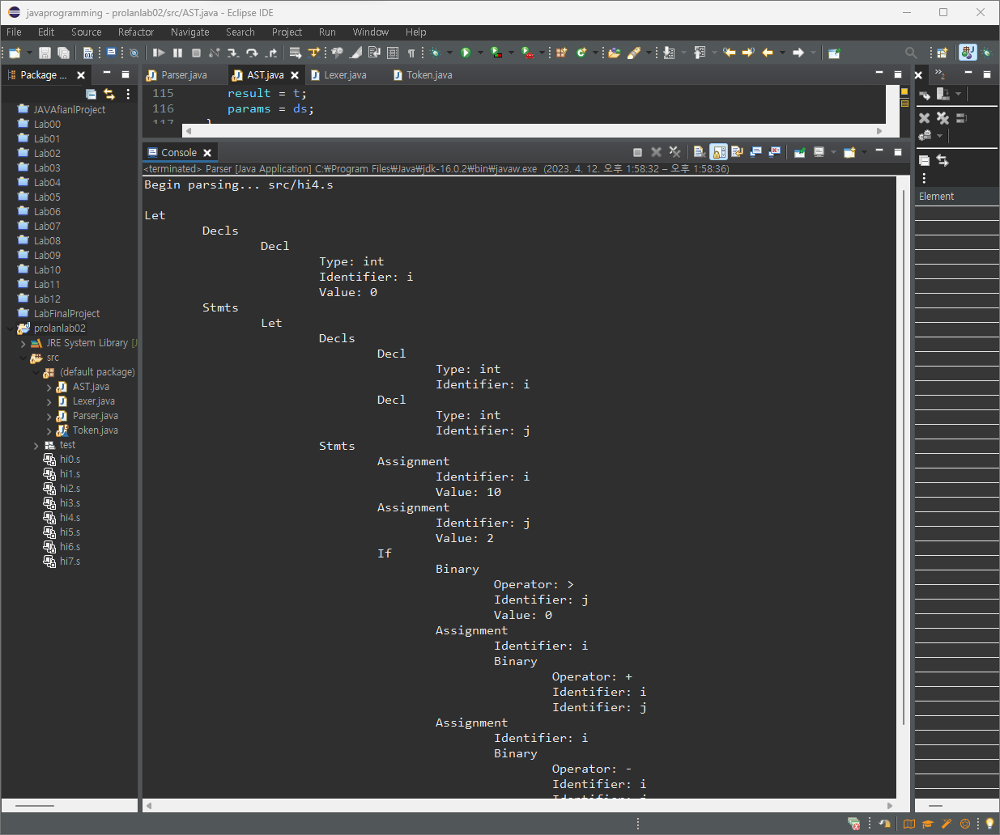 javaprogramming - prolanlab02/src/AST.java - Eclipse IDE
File Edit Source Refactor Navigate Search Project Run Window Help
Package ...
JAVAfianlProject
Lab00
Lab01
Lab02
Lab03
Lab04
Lab05
Lab06
Lab07
Lab08
Lab09
Lab10
Lab11
Lab12
LabFinalProject
prolanlab02
JRE System Library [J
src
(default package)
AST.java
Lexer.java
Parser.java
Token.java
test
hi0.s
hi1.s
hi2.s
hi3.s
hi4.s
hi5.s
hi6.s
hi7.s
Parser.java AST.java Lexer.java Token.java
115 result = t;
116 params = ds;
117 }
Console
<terminated> Parser [Java Application] C:₩Program Files₩Java₩jdk-16.0.2₩bin₩javaw.exe (2023. 4. 12. 오후 1:58:32 – 오후 1:58:36)
Begin parsing... src/hi4.s
Let
Decls
Decl
Type: int
Identifier: i
Value: 0
Stmts
Let
Decls
Decl
Type: int
Identifier: i
Decl
Type: int
Identifier: j
Stmts
Assignment
Identifier: i
Value: 10
Assignment
Identifier: j
Value: 2
If
Binary
Operator: >
Identifier: j
Value: 0
Assignment
Identifier: i
Binary
Operator: +
Identifier: i
Identifier: j
Assignment
Identifier: i
Binary
Operator: -
Identifier: i
Element